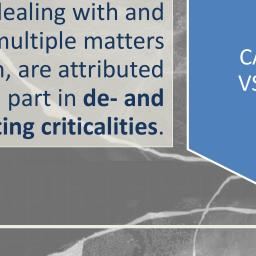 dealing with and
multiple matters
, are attributed
part in de- and
ting criticalities.
CA
VS